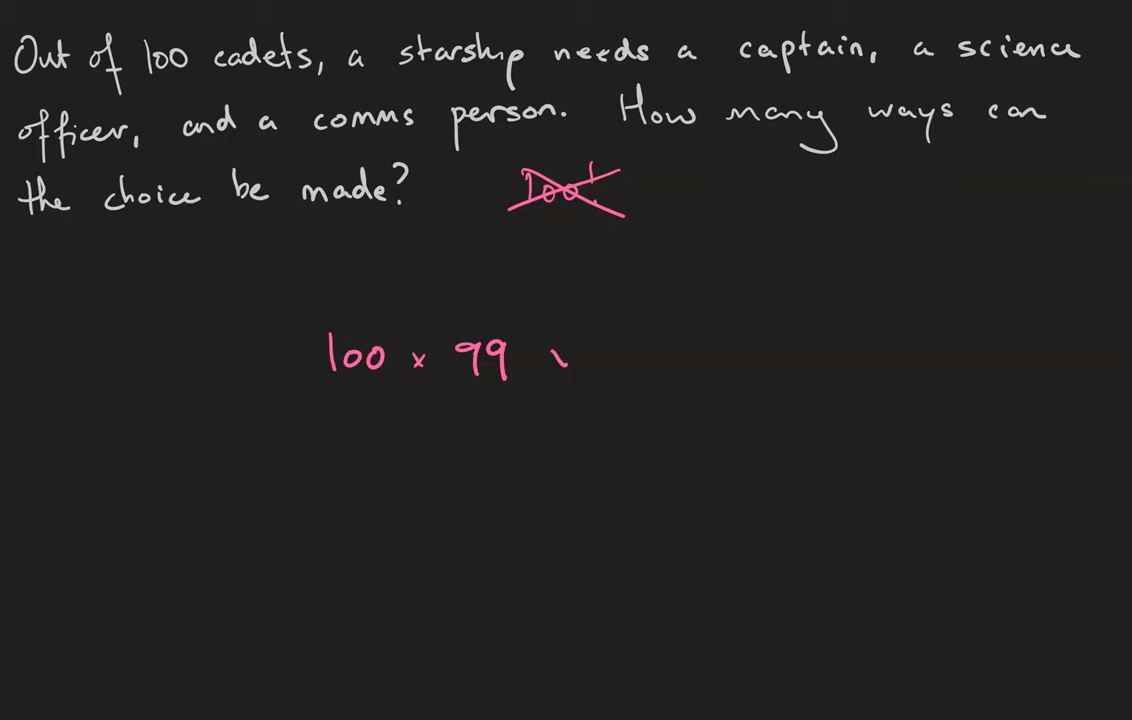 Out of 100 cadets, a starship needs a captain, a science
officer, and a comms person. How many ways can
the choice be made? 100!
100 × 99